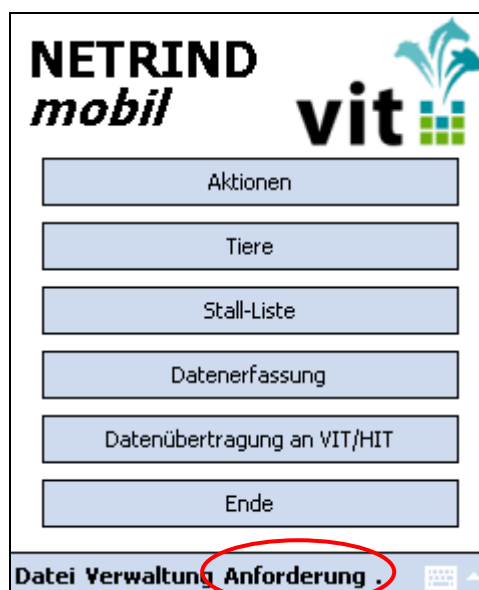 NETRIND
mobil
vit
Aktionen
Tiere
Stall-Liste
Datenerfassung
Datenübertragung an VIT/HIT
Ende
Datei Verwaltung Anforderung .